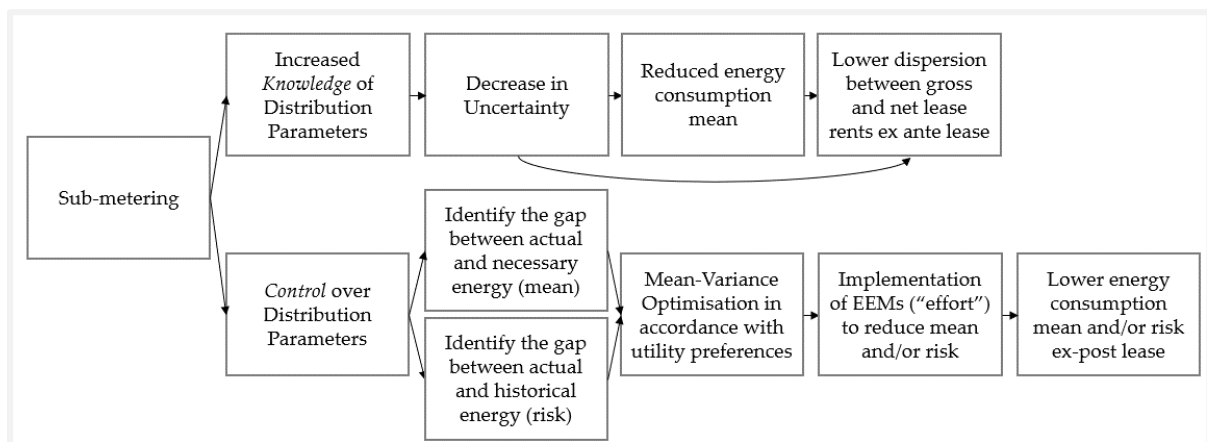 Sub-metering
Increased
Knowledge of
Distribution
Parameters
Decrease in
Uncertainty
Reduced energy
consumption
mean
Lower dispersion
between gross
and net lease
rents ex ante lease
Control over
Distribution
Parameters
Identify the gap
between actual
and necessary
energy (mean)
Identify the gap
between actual
and historical
energy (risk)
Mean-Variance
Optimisation in
accordance with
utility preferences
Implementation
of EEMs (“effort”)
to reduce mean
and/or risk
Lower energy
consumption
mean and/or risk
ex-post lease